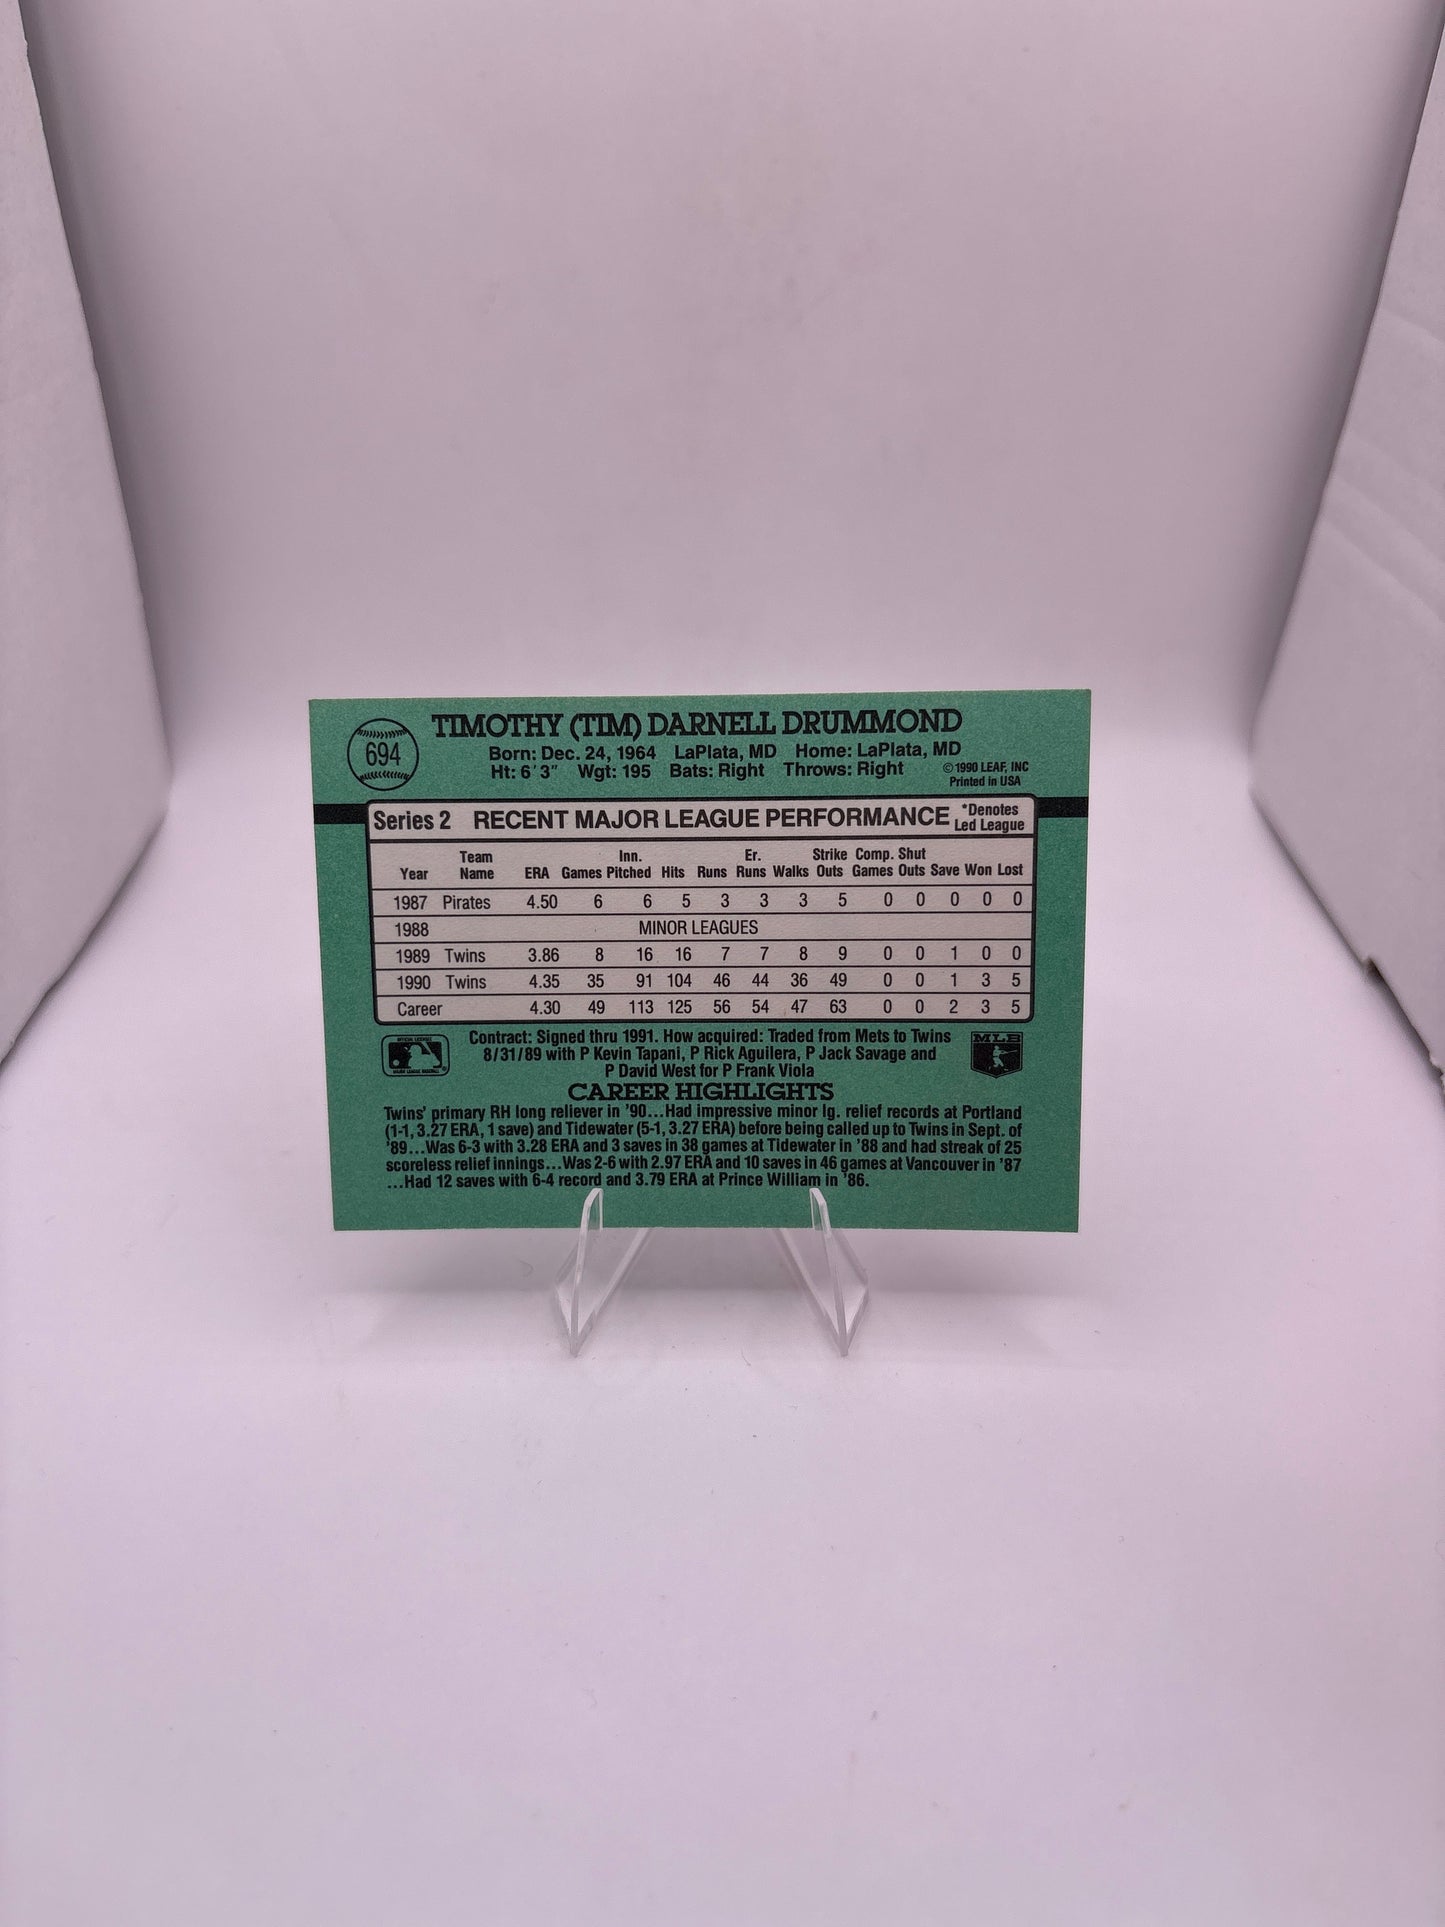 694
TIMOTHY (TIM) DARNELL DRUMMOND
Born: Dec. 24, 1964 LaPlata, MD Home: LaPlata, MD
Ht: 6'3" Wgt: 195 Bats: Right Throws: Right
©1990 LEAF, INC
Printed in USA
Series 2 RECENT MAJOR LEAGUE PERFORMANCE *Denotes Led League
Year Team Name ERA Games Inn. Pitched Hits Runs Er. Runs Walks Strike Outs Comp. Games Shut Outs Save Won Lost
1987 Pirates 4.50 6 6 5 3 3 3 5 0 0 0 0 0
1988 MINOR LEAGUES
1989 Twins 3.86 8 16 16 7 7 8 9 0 0 1 0 0
1990 Twins 4.35 35 91 104 46 44 36 49 0 0 1 3 5
Career 4.30 49 113 125 56 54 47 63 0 0 2 3 5
Contract: Signed thru 1991. How acquired: Traded from Mets to Twins
8/31/89 with P Kevin Tapani, P Rick Aguilera, P Jack Savage and
P David West for P Frank Viola
MLB
CAREER HIGHLIGHTS
Twins' primary RH long reliever in '90...Had impressive minor lg. relief records at Portland
(1-1, 3.27 ERA, 1 save) and Tidewater (5-1, 3.27 ERA) before being called up to Twins in Sept. of
'89...Was 6-3 with 3.28 ERA and 3 saves in 38 games at Tidewater in '88 and had streak of 25
scoreless relief innings...Was 2-6 with 2.97 ERA and 10 saves in 46 games at Vancouver in '87
...Had 12 saves with 6-4 record and 3.79 ERA at Prince William in '86.